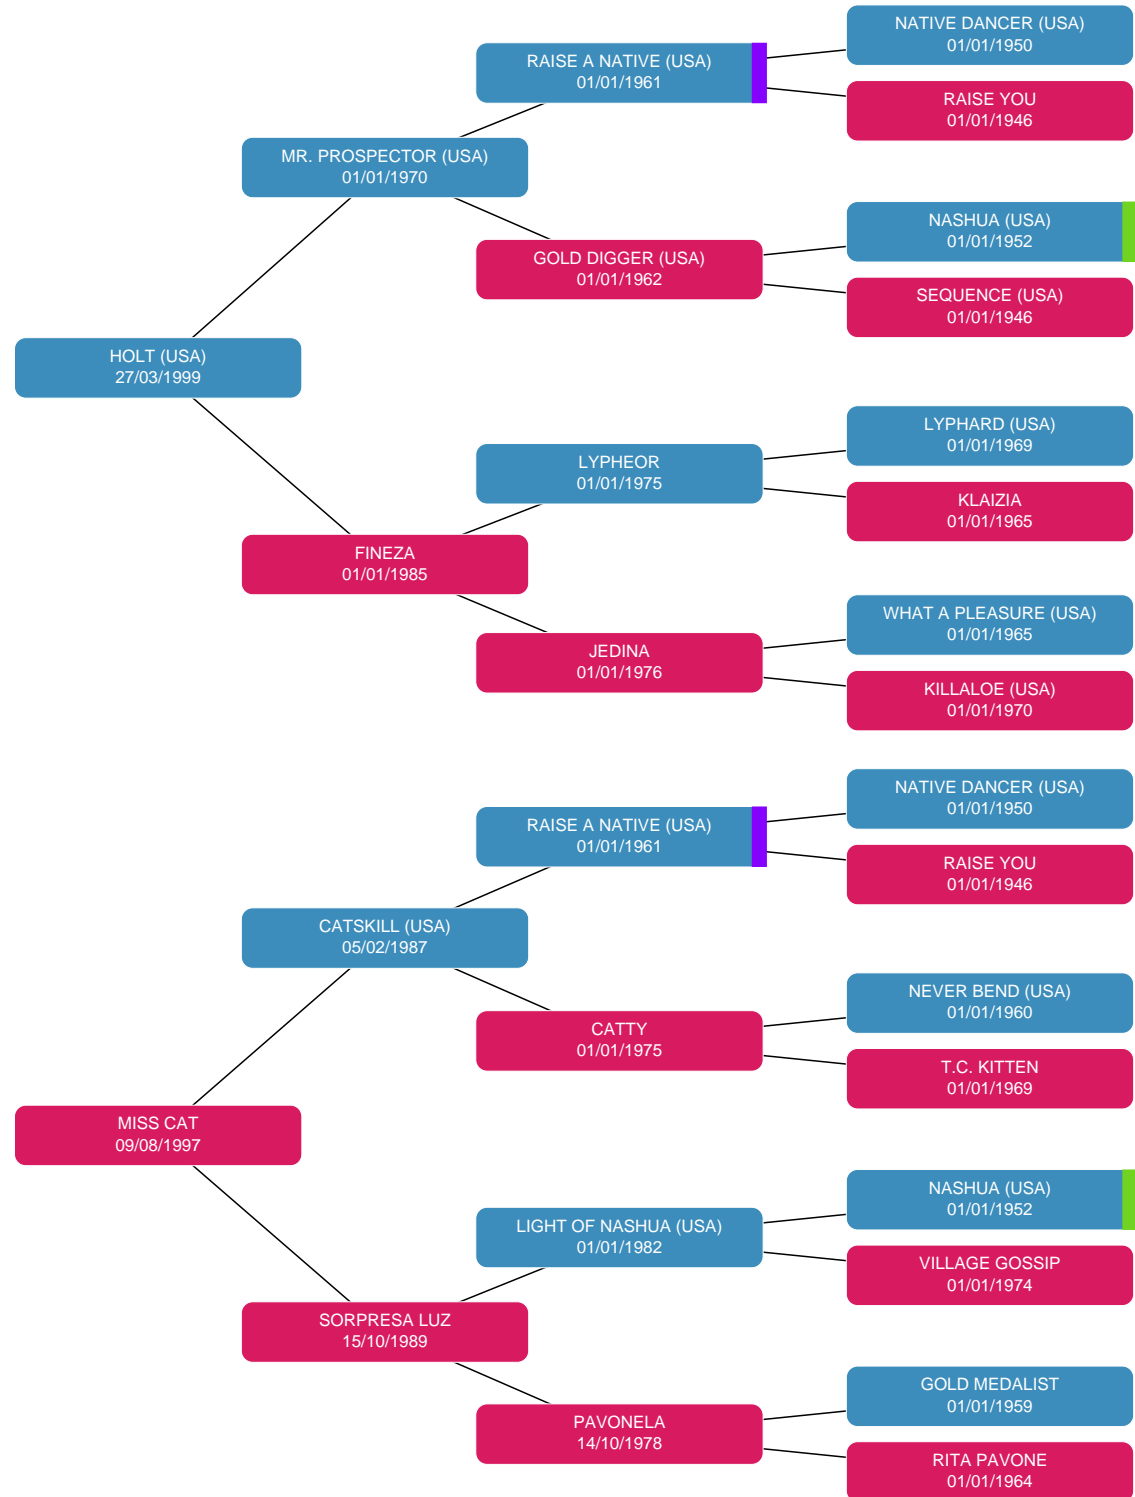 NATIVE DANCER (USA)
01/01/1950
RAISE A NATIVE (USA)
01/01/1961
RAISE YOU
01/01/1946
MR. PROSPECTOR (USA)
01/01/1970
NASHUA (USA)
01/01/1952
GOLD DIGGER (USA)
01/01/1962
SEQUENCE (USA)
01/01/1946
HOLT (USA)
27/03/1999
LYPHARD (USA)
01/01/1969
LYPHEOR
01/01/1975
KLAIZIA
01/01/1965
FINEZA
01/01/1985
WHAT A PLEASURE (USA)
01/01/1965
JEDINA
01/01/1976
KILLALOE (USA)
01/01/1970
NATIVE DANCER (USA)
01/01/1950
RAISE A NATIVE (USA)
01/01/1961
RAISE YOU
01/01/1946
CATSKILL (USA)
05/02/1987
NEVER BEND (USA)
01/01/1960
CATTY
01/01/1975
T.C. KITTEN
01/01/1969
MISS CAT
09/08/1997
NASHUA (USA)
01/01/1952
LIGHT OF NASHUA (USA)
01/01/1982
VILLAGE GOSSIP
01/01/1974
SORPRESA LUZ
15/10/1989
GOLD MEDALIST
01/01/1959
PAVONELA
14/10/1978
RITA PAVONE
01/01/1964